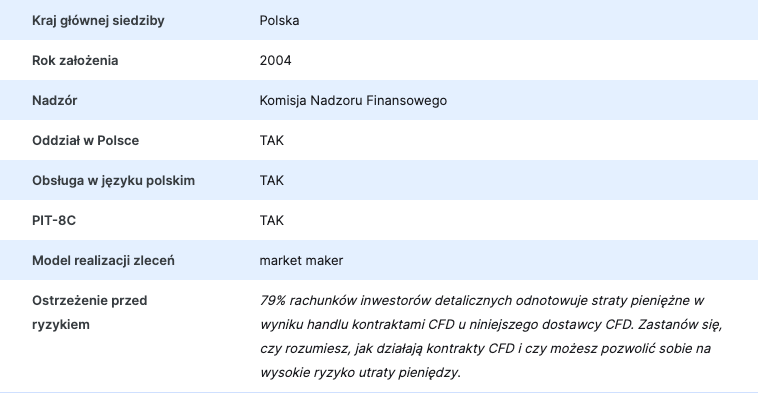 Kraj głównej siedziby Polska
Rok założenia 2004
Nadzór Komisja Nadzoru Finansowego
Oddział w Polsce TAK
Obsługa w języku polskim TAK
PIT-8C TAK
Model realizacji zleceń market maker
Ostrzeżenie przed 79% rachunków inwestorów detalicznych odnotowuje straty pieniężne w
ryzykiem wyniku handlu kontraktami CFD u niniejszego dostawcy CFD. Zastanów się,
czy rozumiesz, jak działają kontrakty CFD i czy możesz pozwolić sobie na
wysokie ryzyko utraty pieniędzy.